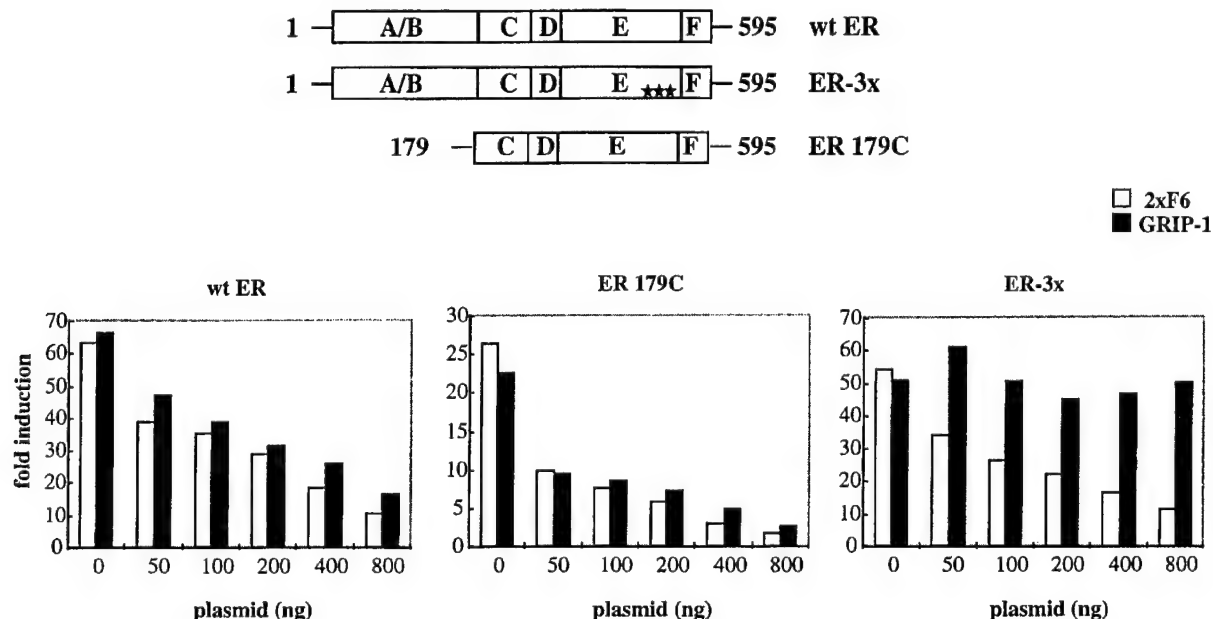 1 A/B C D E F 595 wt ER
1 A/B C D E ★★★ F 595 ER-3x
179 C D E F 595 ER 179C
2xF6
GRIP-1
wt ER
ER 179C
ER-3x
fold induction
70
60
50
40
30
20
10
0
0 50 100 200 400 800
plasmid (ng)
30
25
20
15
10
5
0
0 50 100 200 400 800
plasmid (ng)
70
60
50
40
30
20
10
0
0 50 100 200 400 800
plasmid (ng)